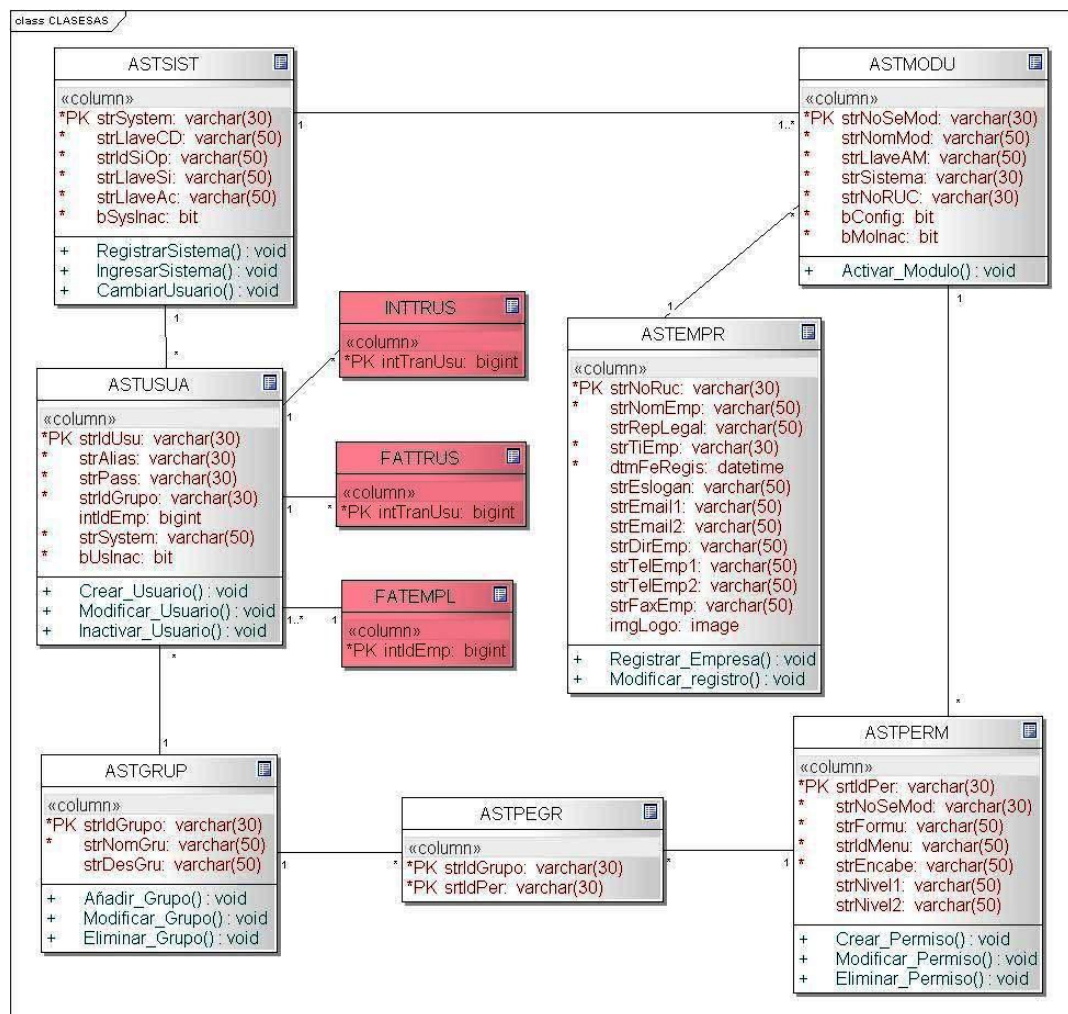 class CLASESAS
ASTSIST
«column»
*PK strSystem: varchar(30)
* strLlaveCD: varchar(50)
* strIdSiOp: varchar(50)
* strLlaveSi: varchar(50)
* strLlaveAc: varchar(50)
* bSysInac: bit
+ RegistrarSistema() : void
+ IngresarSistema() : void
+ CambiarUsuario() : void
1
1..*
ASTMODU
«column»
*PK strNoSeMod: varchar(30)
* strNomMod: varchar(50)
* strLlaveAM: varchar(50)
* strSistema: varchar(30)
* strNoRUC: varchar(30)
* bConfig: bit
* bMoInac: bit
+ Activar_Modulo() : void
1
*
*
1
1
INTTRUS
«column»
*PK intTranUsu: bigint
*
1
ASTUSUA
«column»
*PK strIdUsu: varchar(30)
* strAlias: varchar(30)
* strPass: varchar(30)
* strIdGrupo: varchar(30)
intIdEmp: bigint
* strSystem: varchar(50)
* bUsInac: bit
+ Crear_Usuario() : void
+ Modificar_Usuario() : void
+ Inactivar_Usuario() : void
FATTRUS
«column»
*PK intTranUsu: bigint
1
*
FATEMPL
«column»
*PK intIdEmp: bigint
1..*
1
ASTEMPR
«column»
*PK strNoRuc: varchar(30)
* strNomEmp: varchar(50)
strRepLegal: varchar(50)
* strTiEmp: varchar(30)
* dtmFeRegis: datetime
strEslogan: varchar(50)
strEmail1: varchar(50)
strEmail2: varchar(50)
strDirEmp: varchar(50)
strTelEmp1: varchar(50)
strTelEmp2: varchar(50)
strFaxEmp: varchar(50)
imgLogo: image
+ Registrar_Empresa() : void
+ Modificar_registro() : void
*
1
*
ASTGRUP
«column»
*PK strIdGrupo: varchar(30)
* strNomGru: varchar(50)
strDesGru: varchar(50)
+ Añadir_Grupo() : void
+ Modificar_Grupo() : void
+ Eliminar_Grupo() : void
1
*
ASTPEGR
«column»
*PK strIdGrupo: varchar(30)
*PK srtIdPer: varchar(30)
*
1
ASTPERM
«column»
*PK srtIdPer: varchar(30)
* strNoSeMod: varchar(30)
* strFormu: varchar(50)
* strIdMenu: varchar(50)
* strEncabe: varchar(50)
strNivel1: varchar(50)
strNivel2: varchar(50)
+ Crear_Permiso() : void
+ Modificar_Permiso() : void
+ Eliminar_Permiso() : void